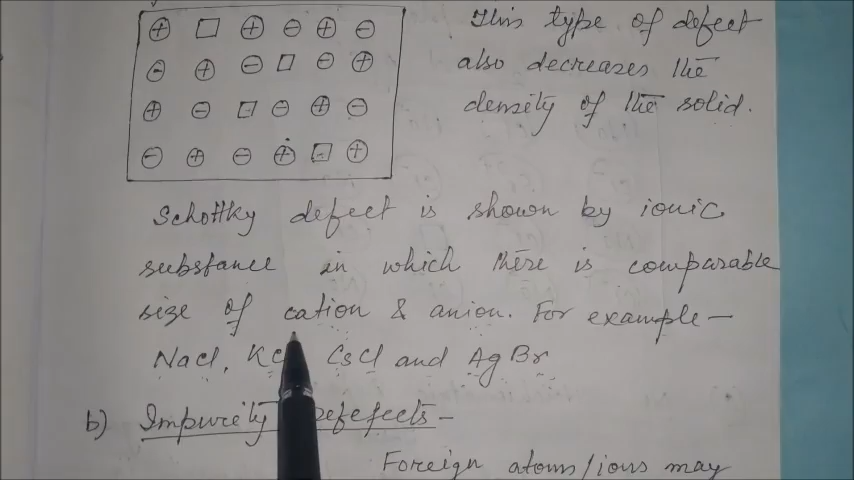 ⊕ □ ⊕ ⊖ ⊕ ⊖
⊖ ⊕ ⊖ □ ⊖ ⊕
⊕ ⊖ □ ⊖ ⊕ ⊖
⊖ ⊕ ⊖ ⊕ □ ⊕
This type of defect
also decreases the
density of the solid.
Schottky defect is shown by ionic
substance in which there is comparable
size of cation & anion. For example—
NaCl, KC CsCl and AgBr
b) Impurity Defefects—
Foreign atoms/ions may